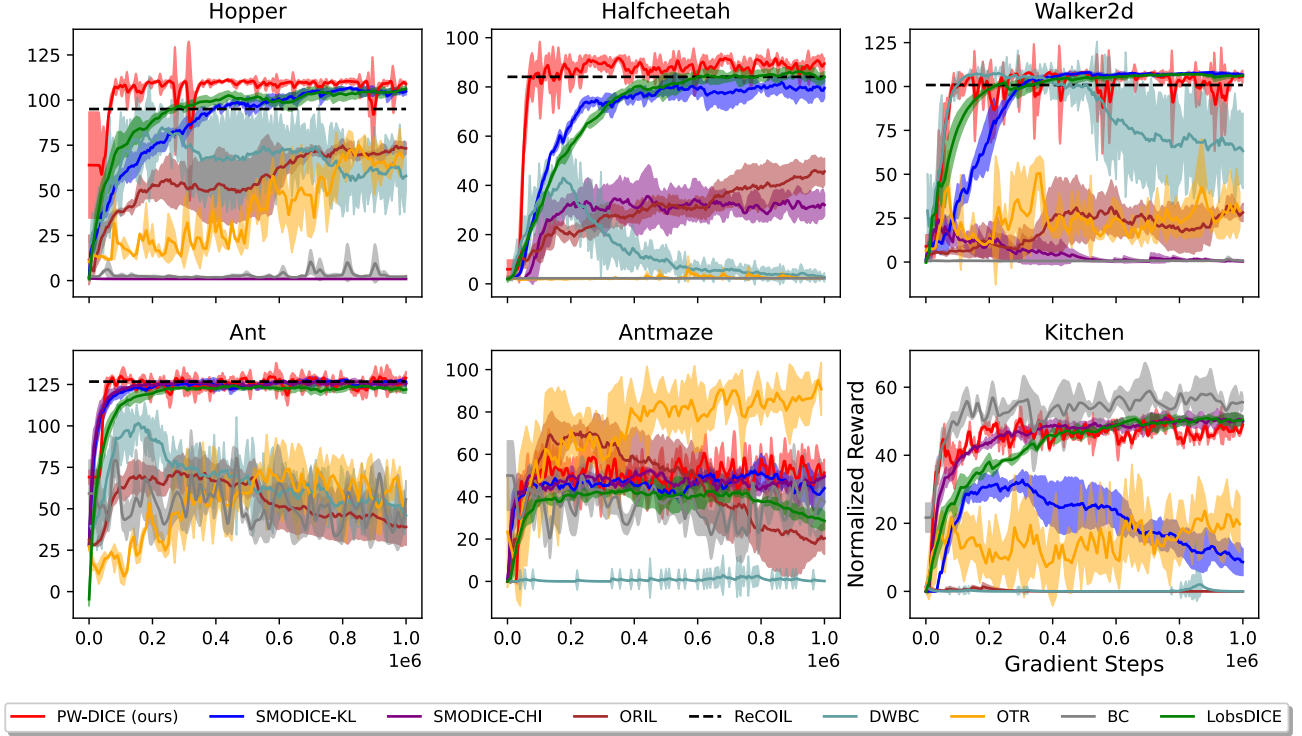 Hopper
Halfcheetah
Walker2d
125
100
75
50
25
0
100
80
60
40
20
0
125
100
75
50
25
0
Ant
Antmaze
Kitchen
125
100
75
50
25
0
100
80
60
40
20
0
Normalized Reward
60
40
20
0
0.0 0.2 0.4 0.6 0.8 1.0
1e6
0.0 0.2 0.4 0.6 0.8 1.0
1e6
0.0 0.2 0.4 0.6 0.8 1.0
Gradient Steps 1e6
PW-DICE (ours) SMODICE-KL SMODICE-CHI ORIL ReCOIL DWBC OTR BC LobsDICE